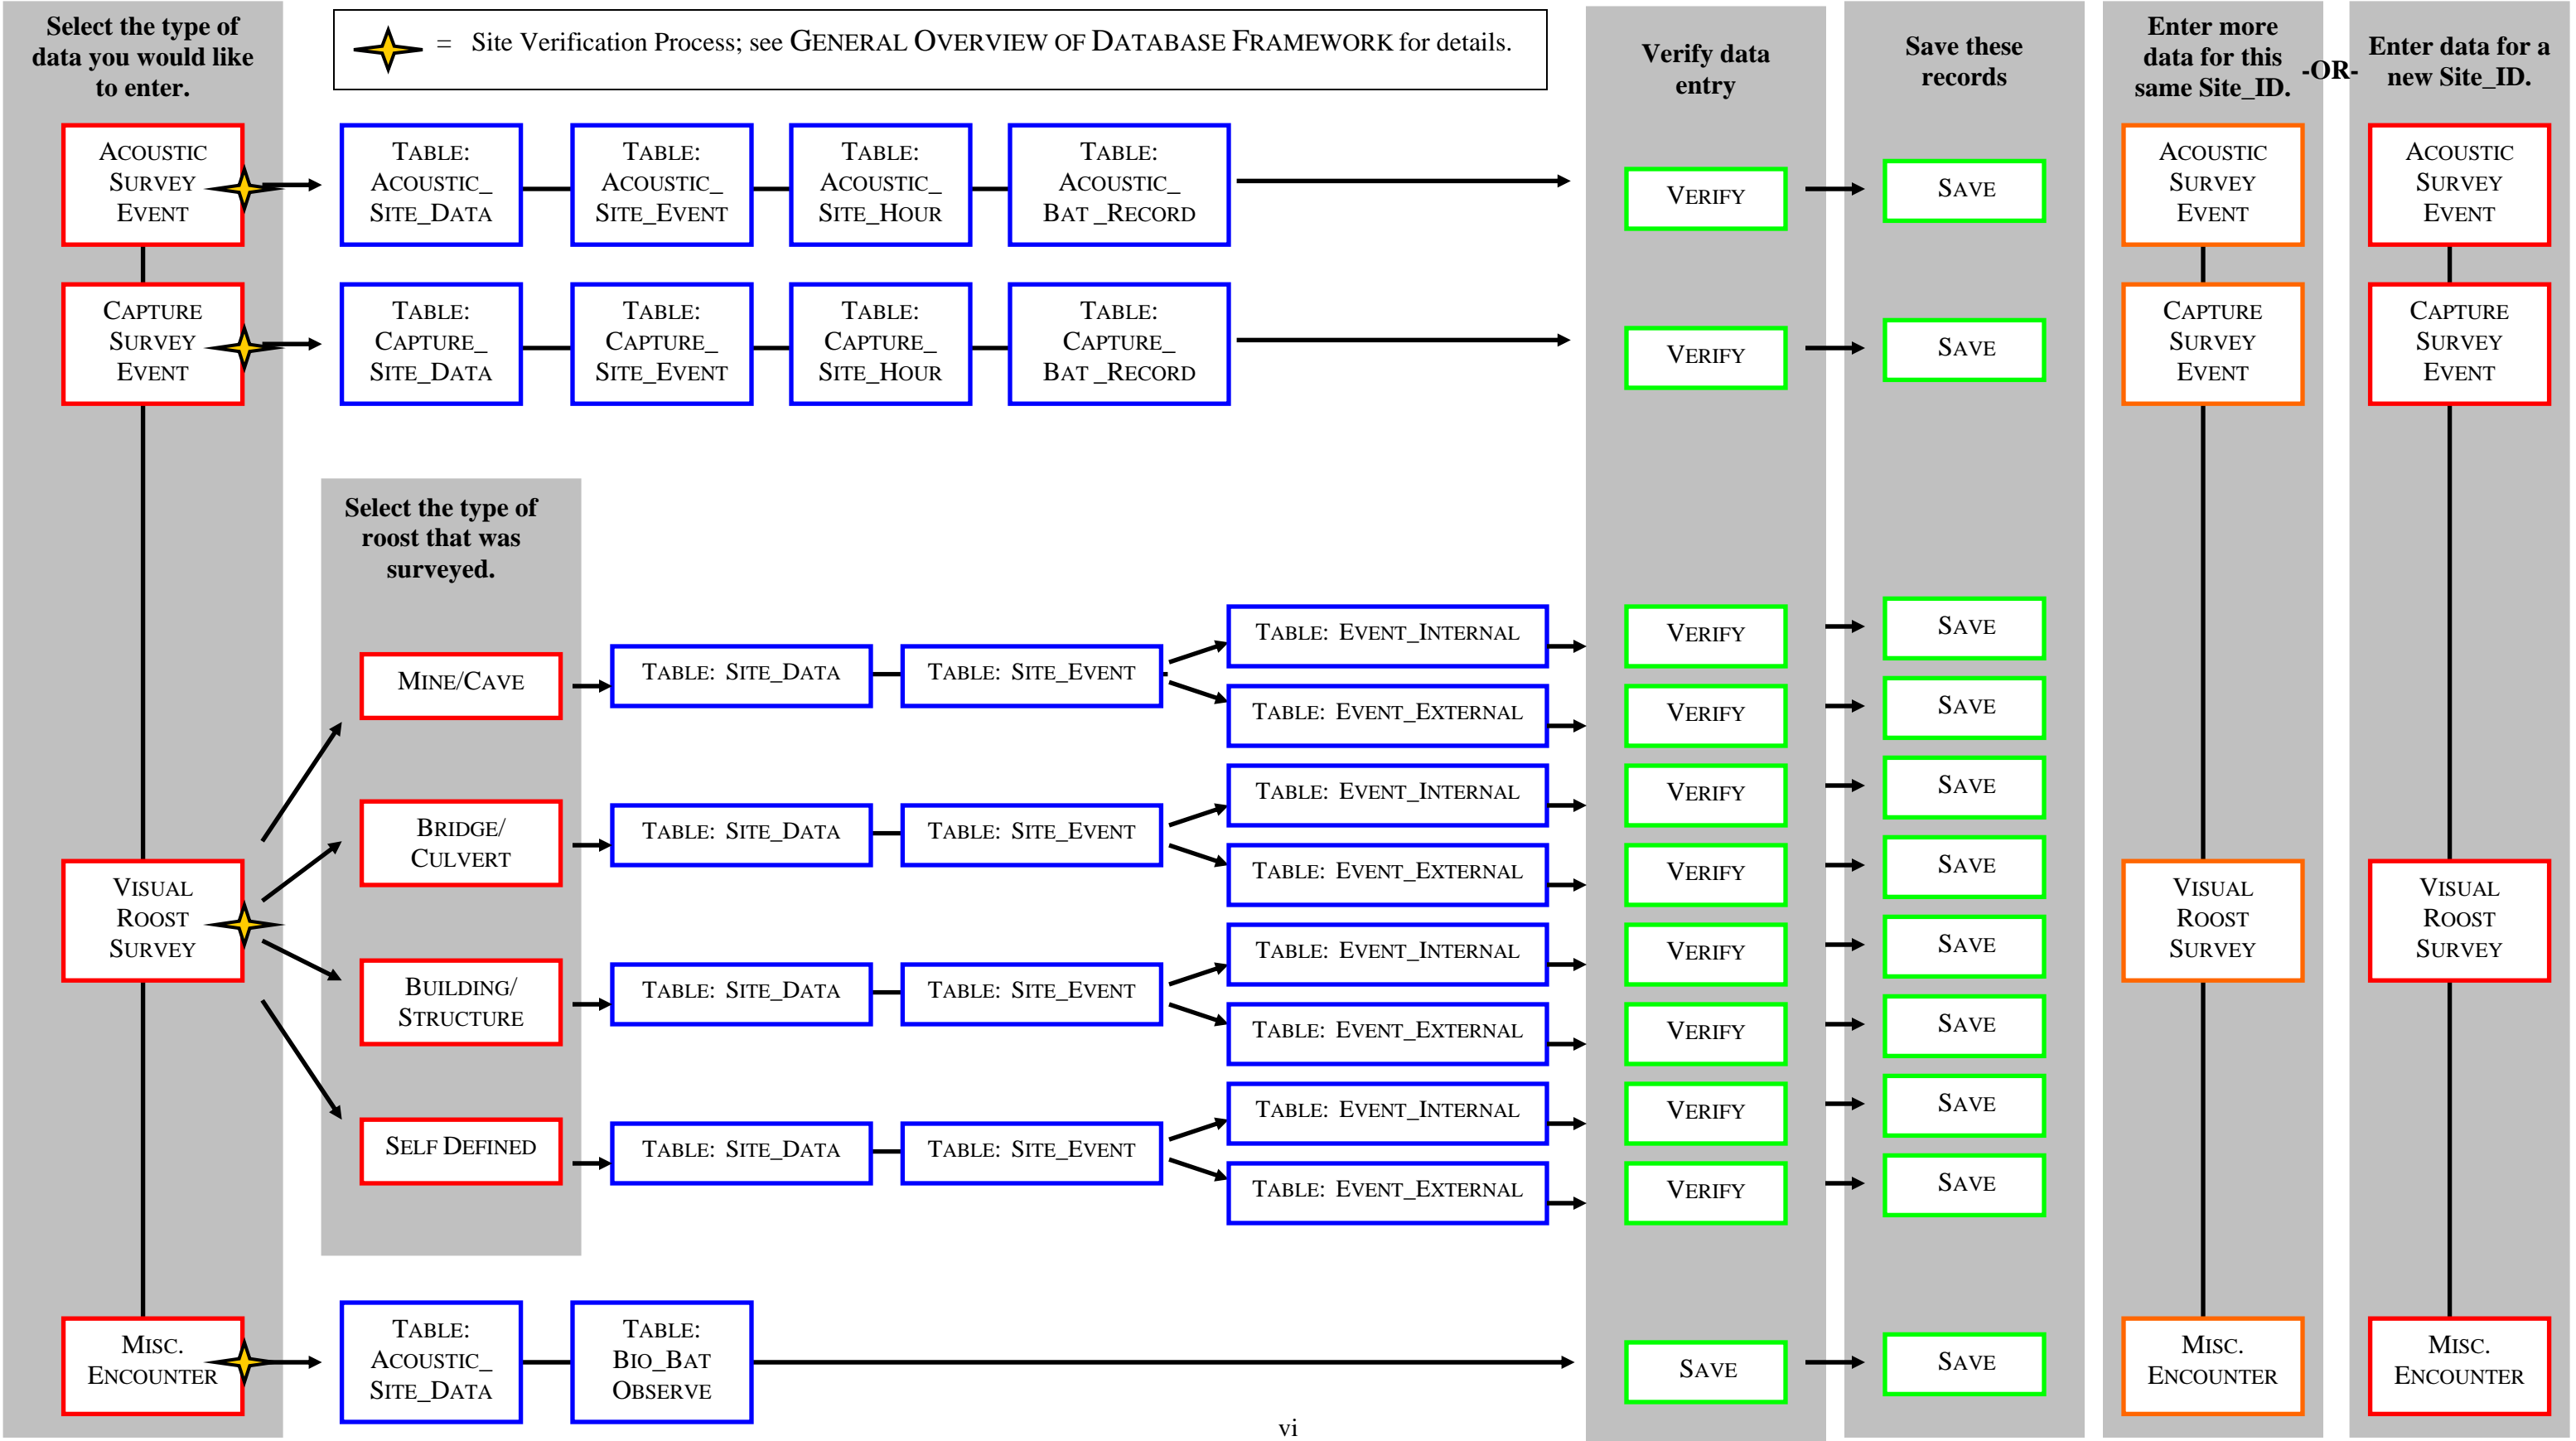 Select the type of
data you would like
to enter.
= Site Verification Process; see GENERAL OVERVIEW OF DATABASE FRAMEWORK for details.
Verify data
entry
Save these
records
Enter more
data for this
same Site_ID.
-OR-
Enter data for a
new Site_ID.
ACOUSTIC
SURVEY
EVENT
TABLE:
ACOUSTIC_
SITE_DATA
TABLE:
ACOUSTIC_
SITE_EVENT
TABLE:
ACOUSTIC_
SITE_HOUR
TABLE:
ACOUSTIC_
BAT _RECORD
VERIFY
SAVE
ACOUSTIC
SURVEY
EVENT
ACOUSTIC
SURVEY
EVENT
CAPTURE
SURVEY
EVENT
TABLE:
CAPTURE_
SITE_DATA
TABLE:
CAPTURE_
SITE_EVENT
TABLE:
CAPTURE_
SITE_HOUR
TABLE:
CAPTURE_
BAT _RECORD
VERIFY
SAVE
CAPTURE
SURVEY
EVENT
CAPTURE
SURVEY
EVENT
Select the type of
roost that was
surveyed.
VISUAL
ROOST
SURVEY
MINE/CAVE
TABLE: SITE_DATA
TABLE: SITE_EVENT
TABLE: EVENT_INTERNAL
VERIFY
SAVE
TABLE: EVENT_EXTERNAL
VERIFY
SAVE
BRIDGE/
CULVERT
TABLE: SITE_DATA
TABLE: SITE_EVENT
TABLE: EVENT_INTERNAL
VERIFY
SAVE
TABLE: EVENT_EXTERNAL
VERIFY
SAVE
BUILDING/
STRUCTURE
TABLE: SITE_DATA
TABLE: SITE_EVENT
TABLE: EVENT_INTERNAL
VERIFY
SAVE
TABLE: EVENT_EXTERNAL
VERIFY
SAVE
SELF DEFINED
TABLE: SITE_DATA
TABLE: SITE_EVENT
TABLE: EVENT_INTERNAL
VERIFY
SAVE
TABLE: EVENT_EXTERNAL
VERIFY
SAVE
VISUAL
ROOST
SURVEY
VISUAL
ROOST
SURVEY
MISC.
ENCOUNTER
TABLE:
ACOUSTIC_
SITE_DATA
TABLE:
BIO_BAT
OBSERVE
SAVE
SAVE
MISC.
ENCOUNTER
MISC.
ENCOUNTER
vi